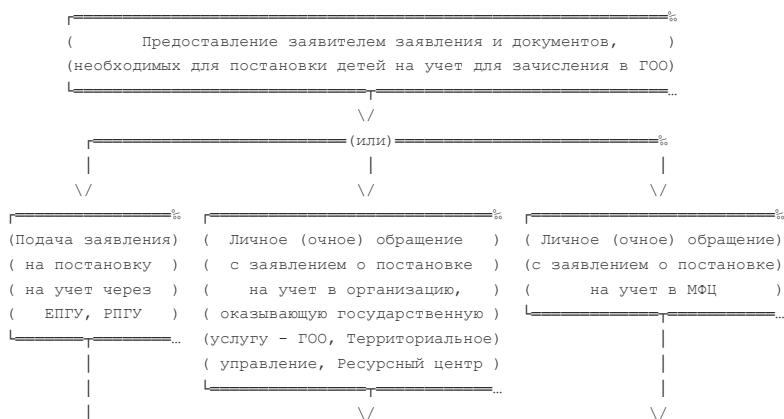 Предоставление заявителем заявления и документов,
(необходимых для постановки детей на учет для зачисления в ГОО)
(или)
(Подача заявления)
( на постановку )
( на учет через )
( ЕПГУ, РПГУ )
( Личное (очное) обращение )
( с заявлением о постановке )
( на учет в организацию, )
( оказывающую государственную )
(услугу - ГОО, Территориальное)
( управление, Ресурсный центр )
( Личное (очное) обращение)
(с заявлением о постановке)
( на учет в МФЦ )